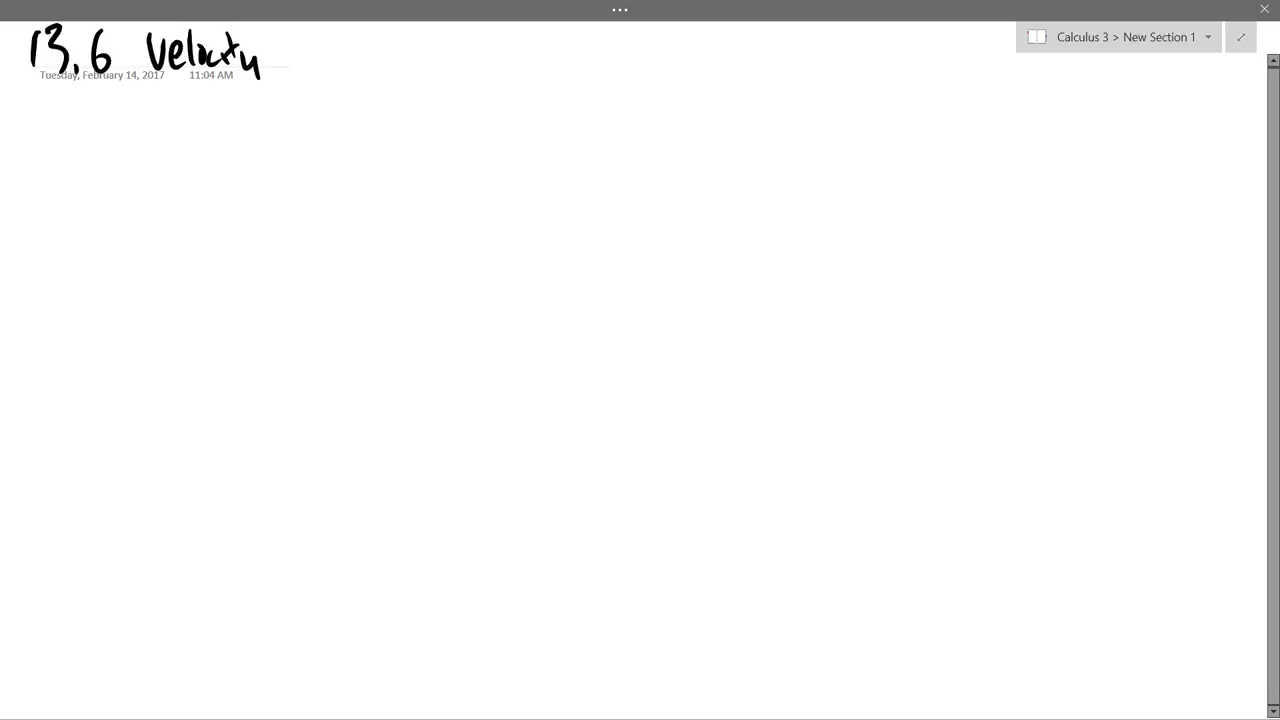 13.6 Velocity
Tuesday, February 14, 2017 11:04 AM
Calculus 3 > New Section 1